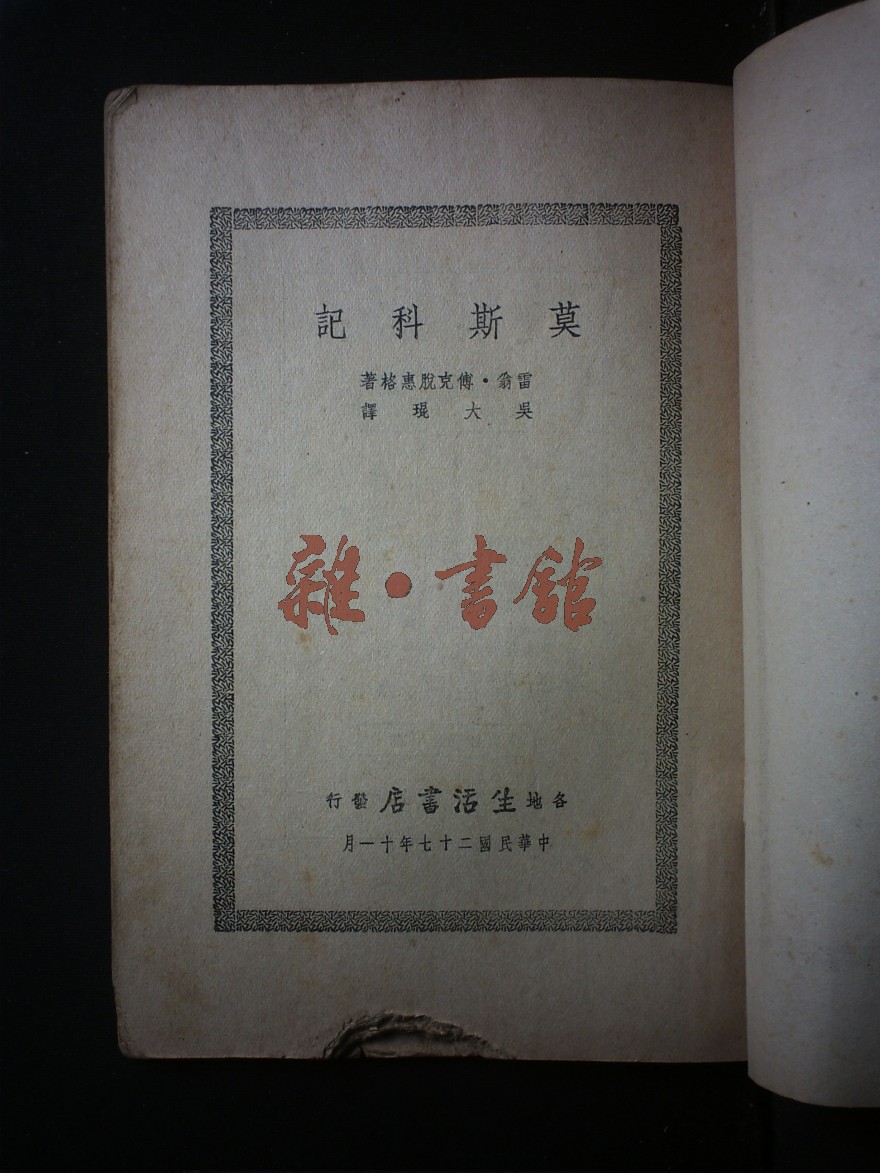 莫斯科記
雷翁・傅克脫惠格著
吳大琨譯
雜・書館
各地生活書店發行
中華民國二十七年十一月